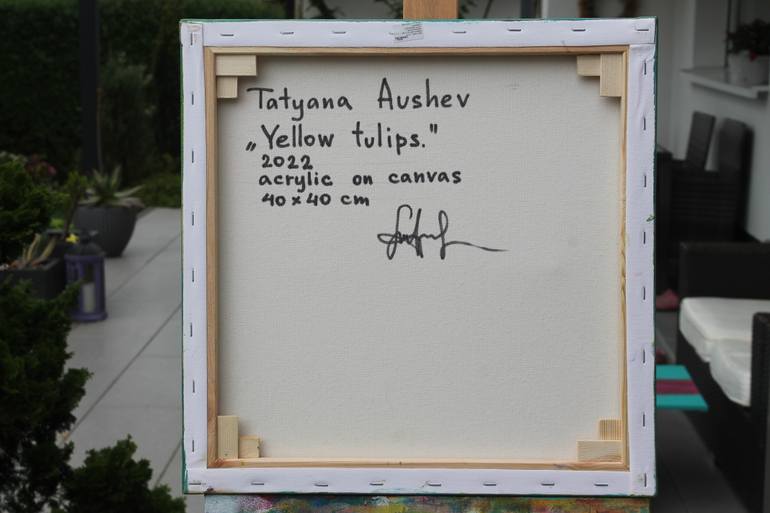 Tatyana Aushev
„Yellow tulips."
2022
acrylic on canvas
40 x 40 cm